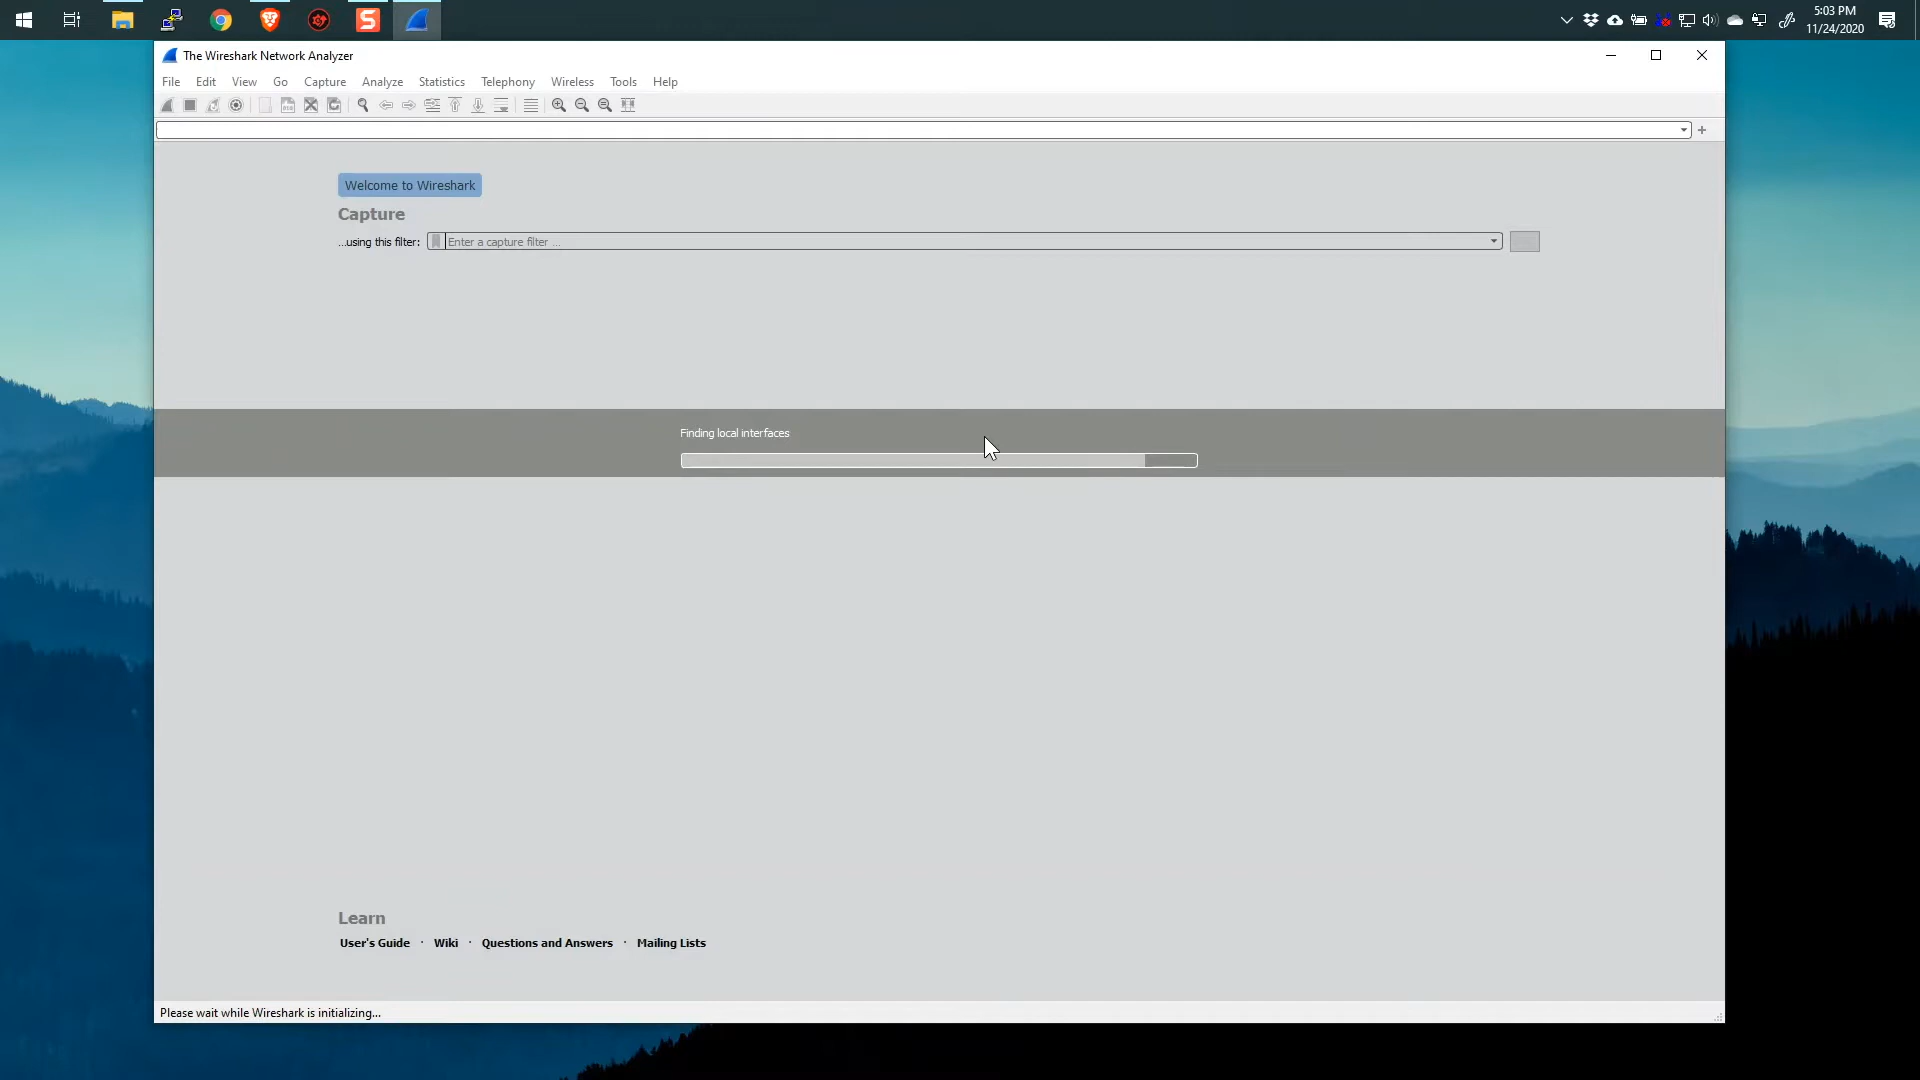 5:03 PM
11/24/2020
The Wireshark Network Analyzer
File Edit View Go Capture Analyze Statistics Telephony Wireless Tools Help
Welcome to Wireshark
Capture
...using this filter: Enter a capture filter ...
Finding local interfaces
Learn
User's Guide · Wiki · Questions and Answers · Mailing Lists
Please wait while Wireshark is initializing...